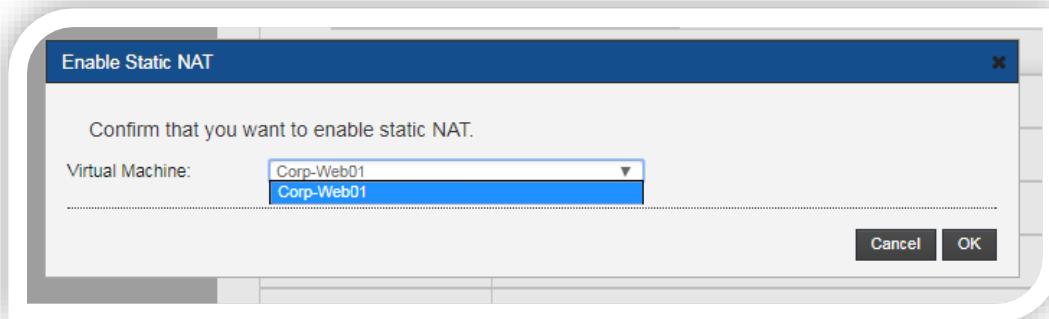 Enable Static NAT
Confirm that you want to enable static NAT.
Virtual Machine: Corp-Web01
Corp-Web01
Cancel OK